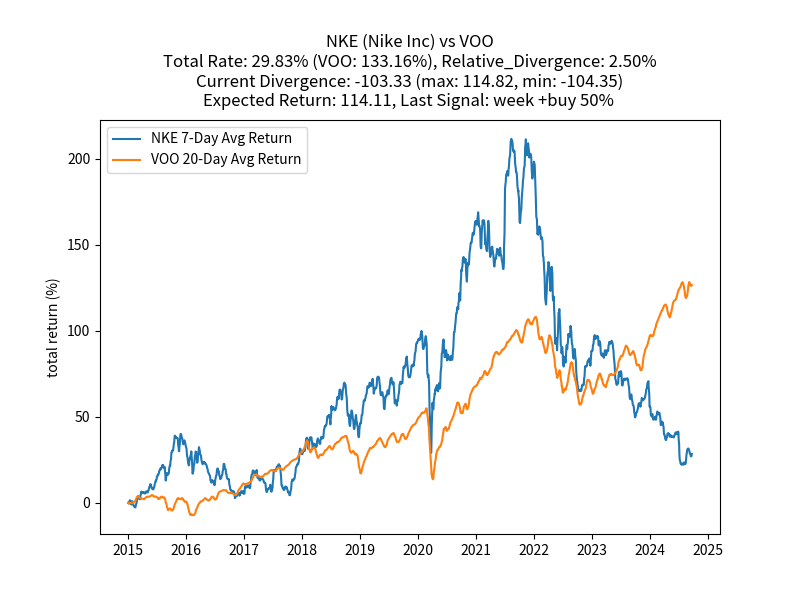 NKE (Nike Inc) vs VOO
Total Rate: 29.83% (VOO: 133.16%), Relative_Divergence: 2.50%
Current Divergence: -103.33 (max: 114.82, min: -104.35)
Expected Return: 114.11, Last Signal: week +buy 50%
NKE 7-Day Avg Return
VOO 20-Day Avg Return
total return (%)
200
150
100
50
0
2015 2016 2017 2018 2019 2020 2021 2022 2023 2024 2025